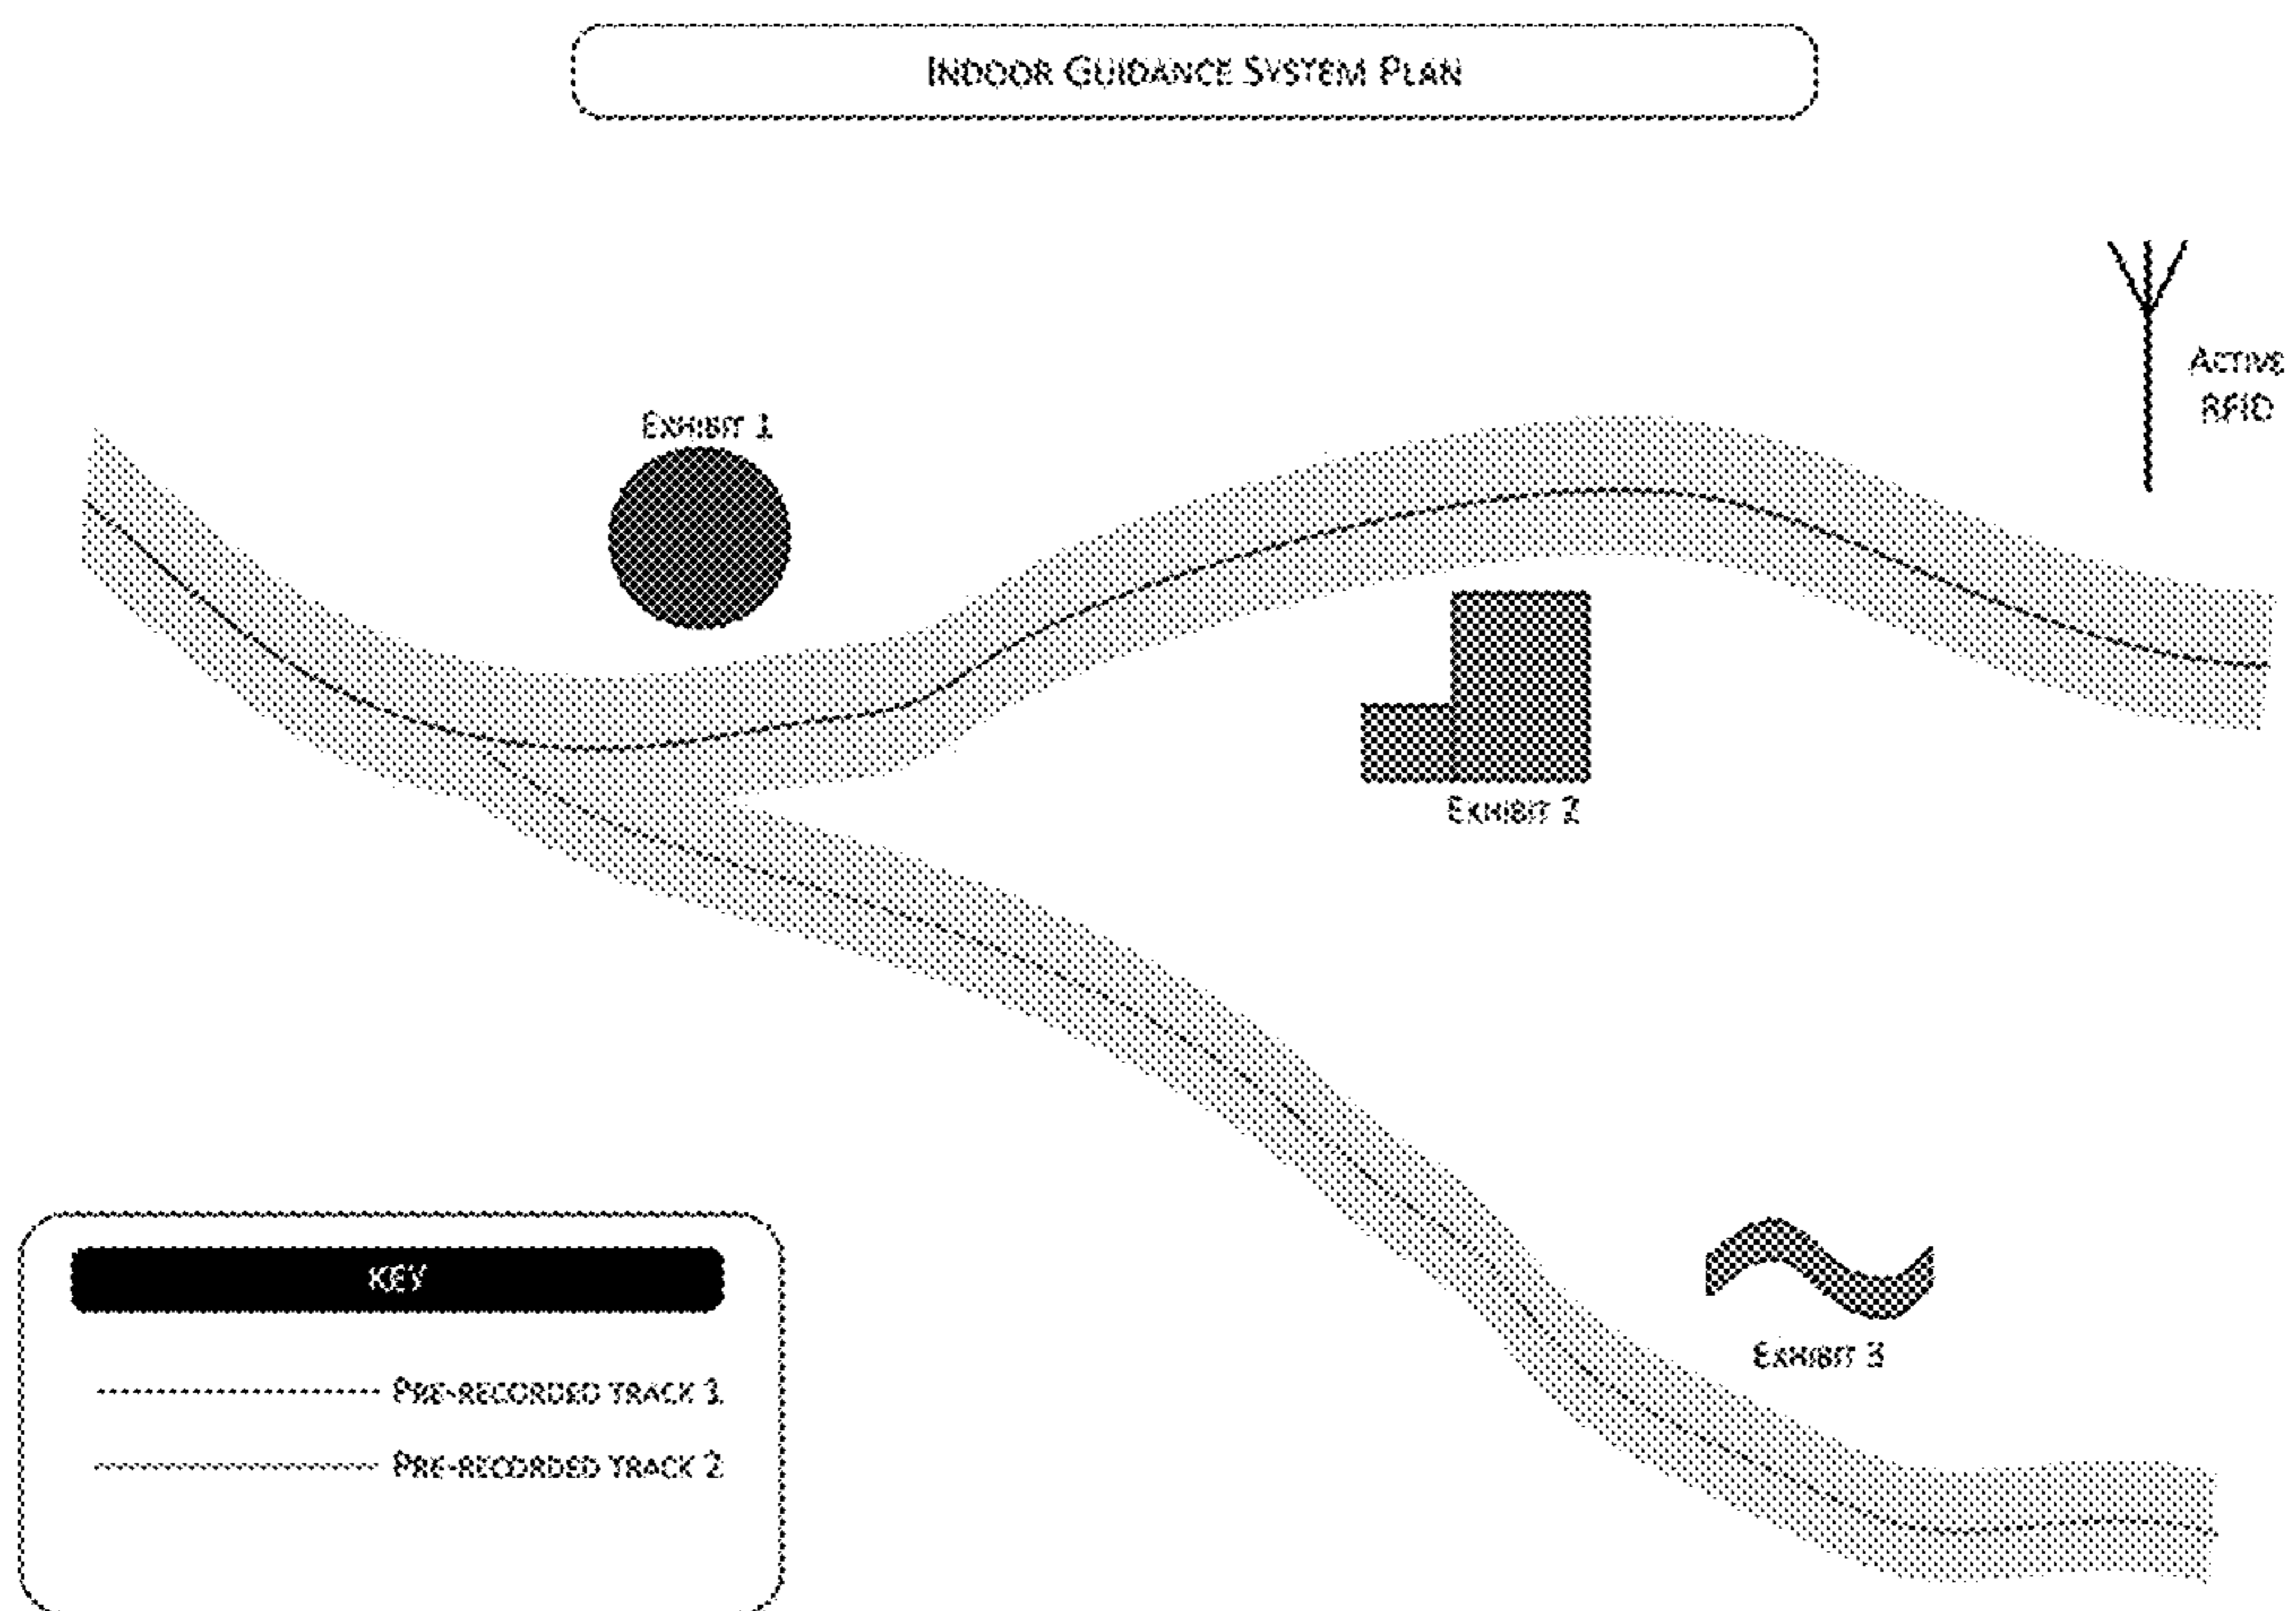 INDOOR GUIDANCE SYSTEM PLAN
ACTIVE
RFID
EXHIBIT 1
EXHIBIT 2
EXHIBIT 3
KEY
PRE-RECORDED TRACK 1
PRE-RECORDED TRACK 2